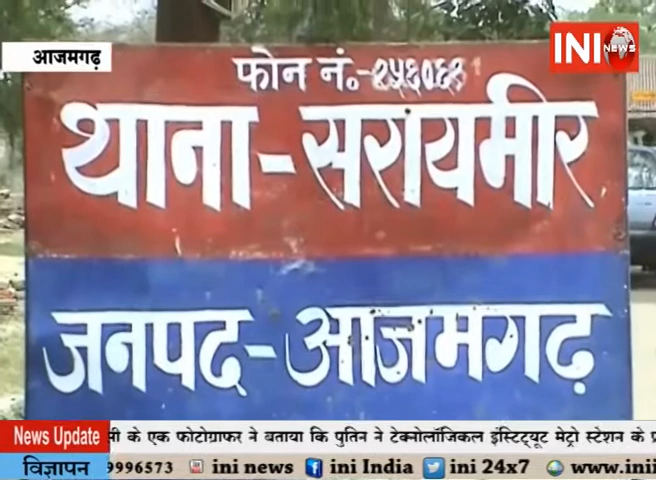 आजमगढ़
INI NEWS
फोन नं॰-२५६०६१
थाना-सरायमीर
जनपद-आजमगढ़
News Update
के एक फोटोग्राफर ने बताया कि पुतिन ने टेक्नोलॉजिकल इंस्टिट्यूट मेट्रो स्टेशन के
विज्ञापन
9996573 ini news ini India ini 24x7